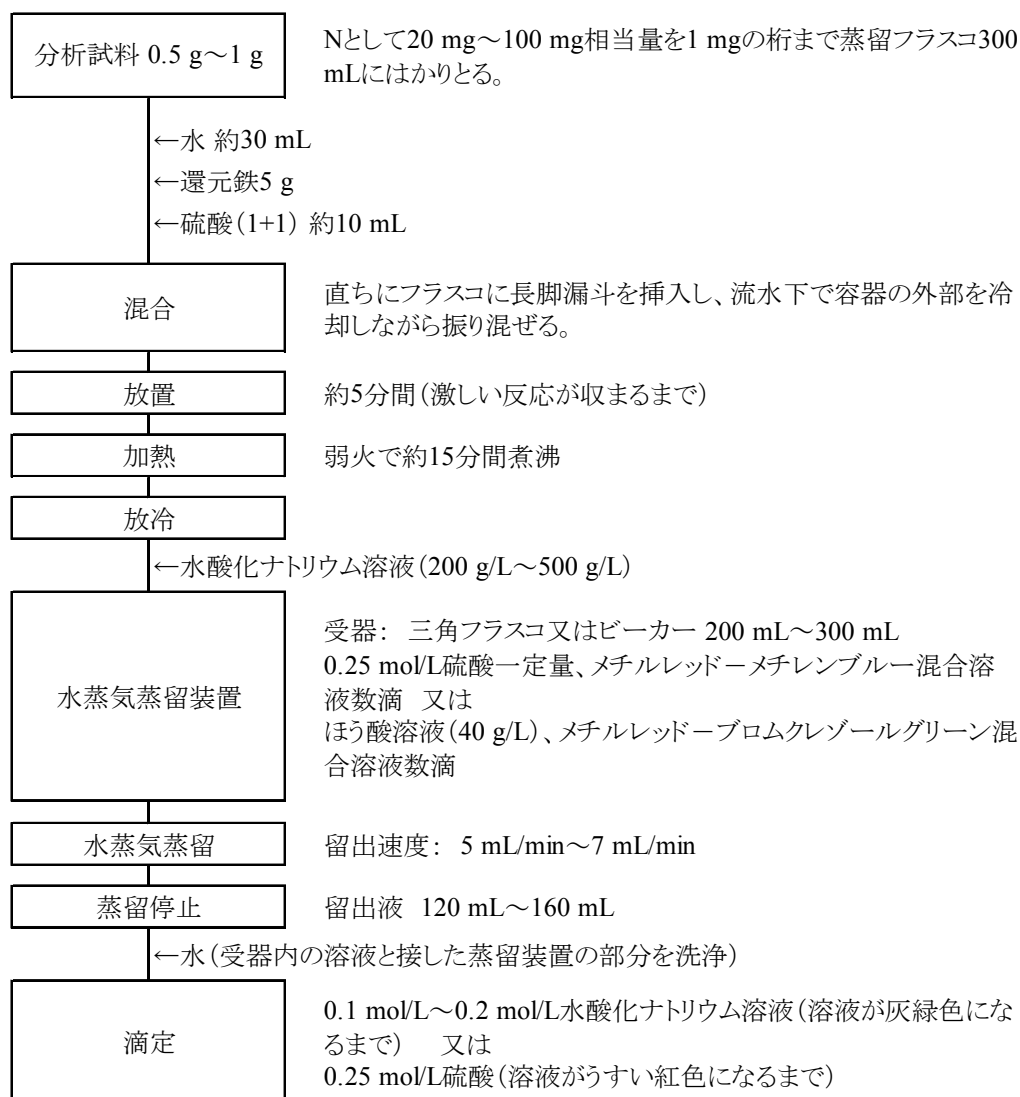 分析試料 0.5 g～1 g
Nとして20 mg～100 mg相当量を1 mgの桁まで蒸留フラスコ300
mLにはかりとる。
←水 約30 mL
←還元鉄5 g
←硫酸（1+1） 約10 mL
混合
直ちにフラスコに長脚漏斗を挿入し、流水下で容器の外部を冷
却しながら振り混ぜる。
放置
約5分間（激しい反応が収まるまで）
加熱
弱火で約15分間煮沸
放冷
←水酸化ナトリウム溶液（200 g/L～500 g/L）
水蒸気蒸留装置
受器： 三角フラスコ又はビーカー 200 mL～300 mL
0.25 mol/L硫酸一定量、メチルレッド－メチレンブルー混合溶
液数滴 又は
ほう酸溶液（40 g/L）、メチルレッド－ブロムクレゾールグリーン混
合溶液数滴
水蒸気蒸留
留出速度： 5 mL/min～7 mL/min
蒸留停止
留出液 120 mL～160 mL
←水（受器内の溶液と接した蒸留装置の部分を洗浄）
滴定
0.1 mol/L～0.2 mol/L水酸化ナトリウム溶液（溶液が灰緑色にな
るまで） 又は
0.25 mol/L硫酸（溶液がうすい紅色になるまで）